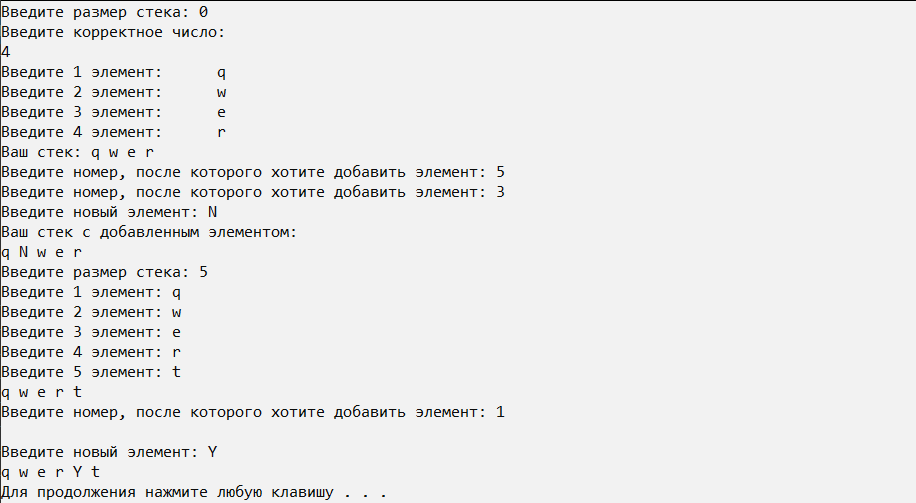 Введите размер стека: 0
Введите корректное число:
4
Введите 1 элемент:      q
Введите 2 элемент:      w
Введите 3 элемент:      e
Введите 4 элемент:      r
Ваш стек: q w e r
Введите номер, после которого хотите добавить элемент: 5
Введите номер, после которого хотите добавить элемент: 3
Введите новый элемент: N
Ваш стек с добавленным элементом:
q N w e r
Введите размер стека: 5
Введите 1 элемент: q
Введите 2 элемент: w
Введите 3 элемент: e
Введите 4 элемент: r
Введите 5 элемент: t
q w e r t
Введите номер, после которого хотите добавить элемент: 1

Введите новый элемент: Y
q w e r Y t
Для продолжения нажмите любую клавишу . . .